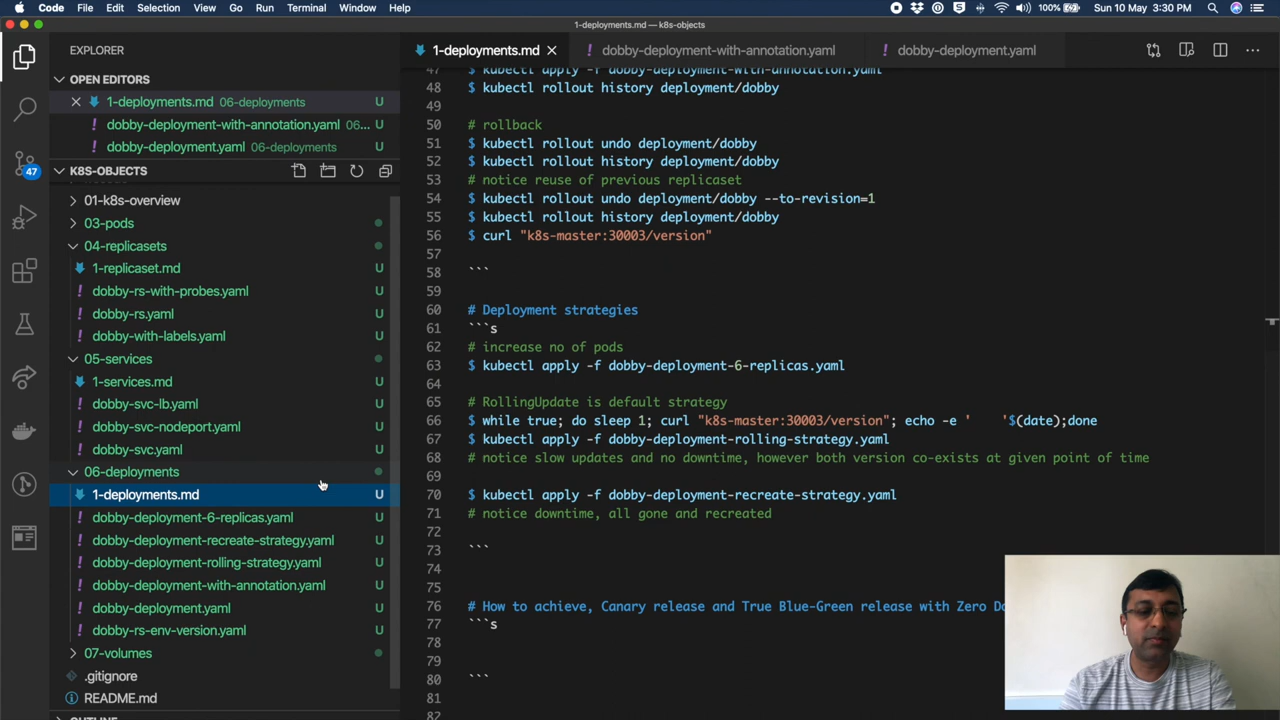 Code File Edit Selection View Go Run Terminal Window Help
100% Sun 10 May 3:30 PM
1-deployments.md — k8s-objects
EXPLORER
OPEN EDITORS
1-deployments.md 06-deployments U
dobby-deployment-with-annotation.yaml 06... U
dobby-deployment.yaml 06-deployments U
K8S-OBJECTS
01-k8s-overview
03-pods
04-replicasets
1-replicaset.md U
dobby-rs-with-probes.yaml U
dobby-rs.yaml U
dobby-with-labels.yaml U
05-services
1-services.md U
dobby-svc-lb.yaml U
dobby-svc-nodeport.yaml U
dobby-svc.yaml U
06-deployments
1-deployments.md U
dobby-deployment-6-replicas.yaml U
dobby-deployment-recreate-strategy.yaml U
dobby-deployment-rolling-strategy.yaml U
dobby-deployment-with-annotation.yaml U
dobby-deployment.yaml U
dobby-rs-env-version.yaml U
07-volumes
.gitignore
README.md
47
1-deployments.md
dobby-deployment-with-annotation.yaml
dobby-deployment.yaml
47 $ kubectl apply -f dobby-deployment-with-annotation.yaml
48 $ kubectl rollout history deployment/dobby
49
50 # rollback
51 $ kubectl rollout undo deployment/dobby
52 $ kubectl rollout history deployment/dobby
53 # notice reuse of previous replicaset
54 $ kubectl rollout undo deployment/dobby --to-revision=1
55 $ kubectl rollout history deployment/dobby
56 $ curl "k8s-master:30003/version"
57
58 ```
59
60 # Deployment strategies
61 ```s
62 # increase no of pods
63 $ kubectl apply -f dobby-deployment-6-replicas.yaml
64
65 # RollingUpdate is default strategy
66 $ while true; do sleep 1; curl "k8s-master:30003/version"; echo -e '    '$(date);done
67 $ kubectl apply -f dobby-deployment-rolling-strategy.yaml
68 # notice slow updates and no downtime, however both version co-exists at given point of time
69
70 $ kubectl apply -f dobby-deployment-recreate-strategy.yaml
71 # notice downtime, all gone and recreated
72
73 ```
74
75
76 # How to achieve, Canary release and True Blue-Green release with Zero Do
77 ```s
78
79
80 ```
81
82